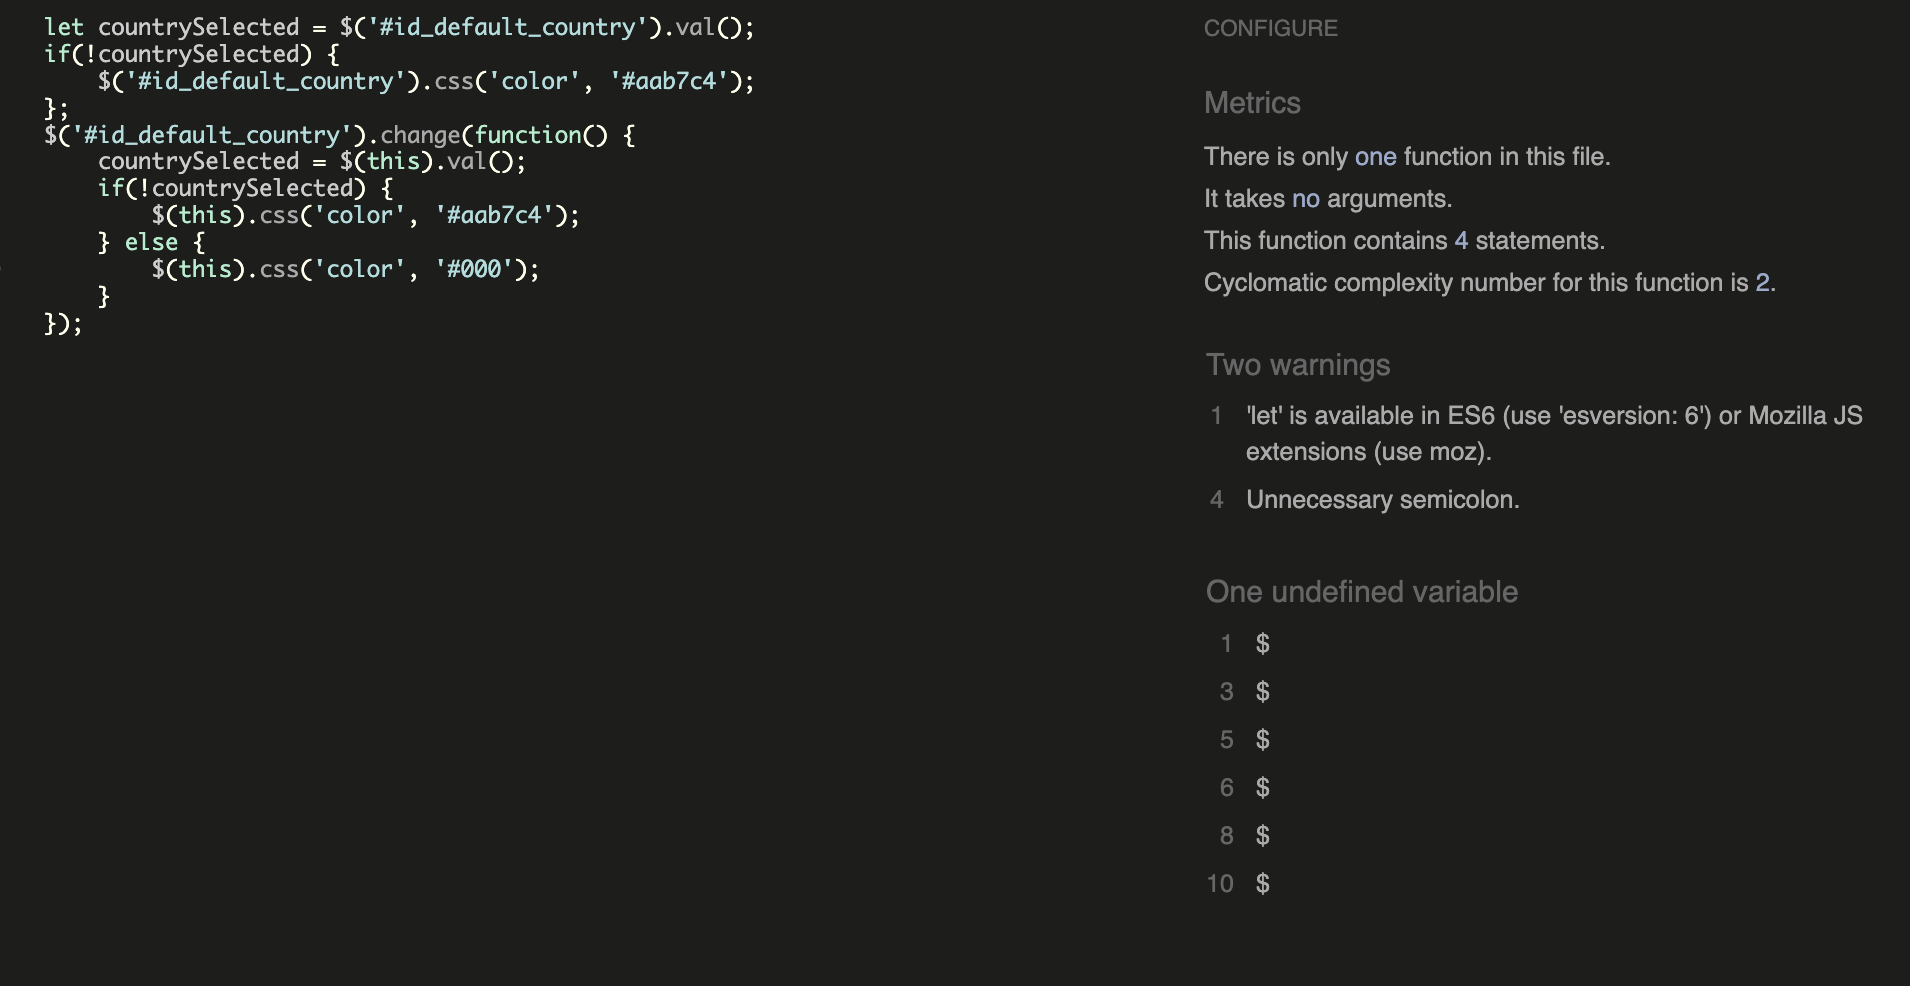 let countrySelected = $('#id_default_country').val();
if(!countrySelected) {
    $('#id_default_country').css('color', '#aab7c4');
};
$('#id_default_country').change(function() {
    countrySelected = $(this).val();
    if(!countrySelected) {
        $(this).css('color', '#aab7c4');
    } else {
        $(this).css('color', '#000');
    }
});
CONFIGURE
Metrics
There is only one function in this file.
It takes no arguments.
This function contains 4 statements.
Cyclomatic complexity number for this function is 2.
Two warnings
1 'let' is available in ES6 (use 'esversion: 6') or Mozilla JS
extensions (use moz).
4 Unnecessary semicolon.
One undefined variable
1 $
3 $
5 $
6 $
8 $
10 $